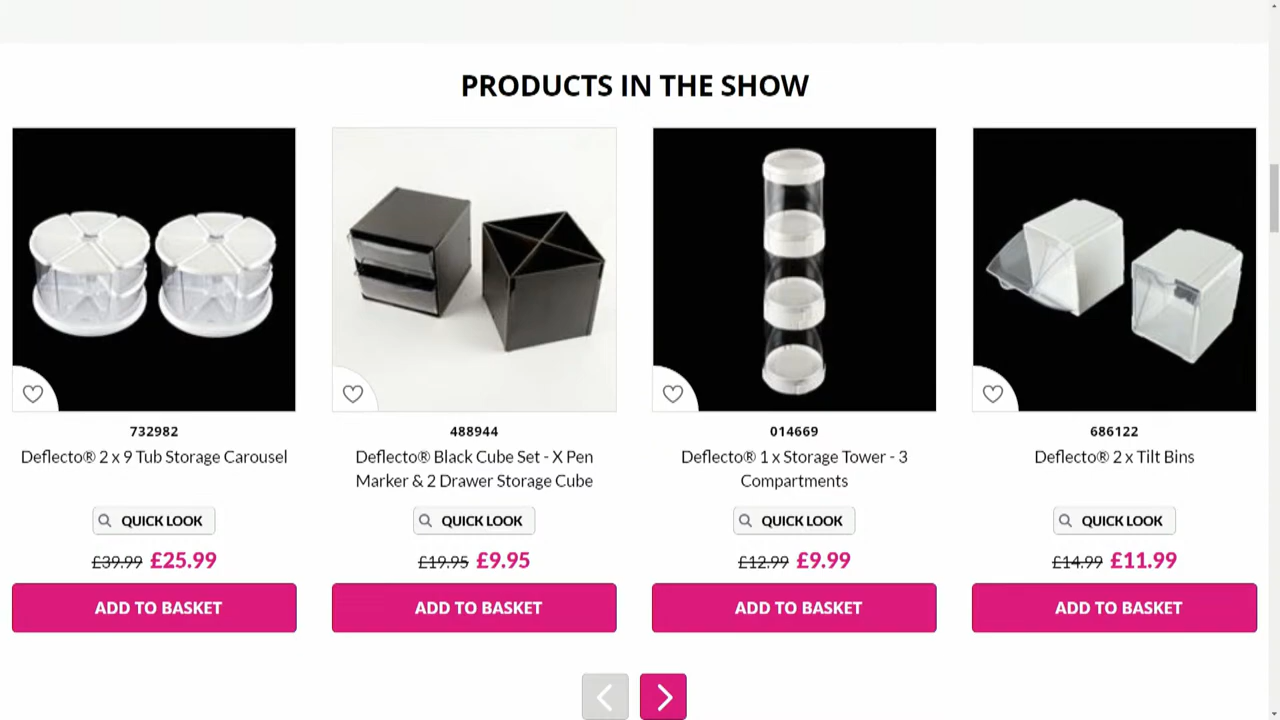 PRODUCTS IN THE SHOW
732982
Deflecto® 2 x 9 Tub Storage Carousel
QUICK LOOK
£39.99 £25.99
ADD TO BASKET
488944
Deflecto® Black Cube Set - X Pen
Marker & 2 Drawer Storage Cube
QUICK LOOK
£19.95 £9.95
ADD TO BASKET
014669
Deflecto® 1 x Storage Tower - 3
Compartments
QUICK LOOK
£12.99 £9.99
ADD TO BASKET
686122
Deflecto® 2 x Tilt Bins
QUICK LOOK
£14.99 £11.99
ADD TO BASKET